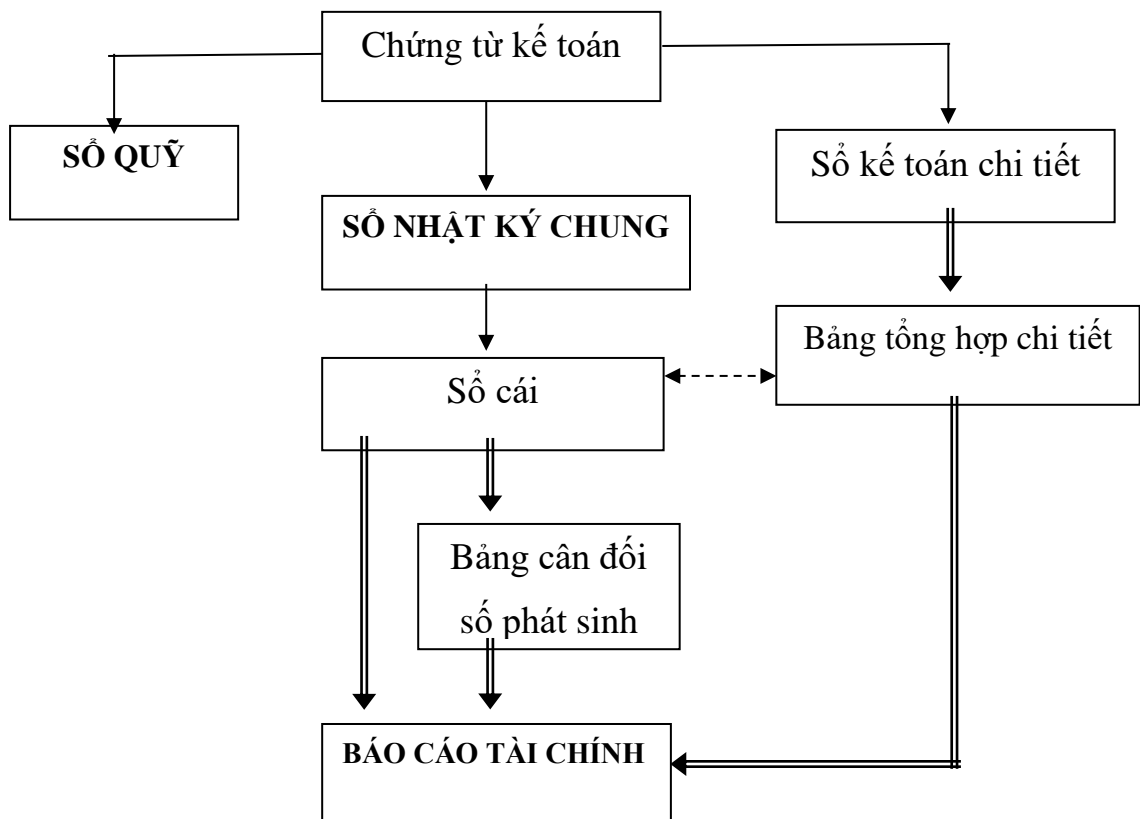 Chứng từ kế toán
SỔ QUỸ
Sổ kế toán chi tiết
SỔ NHẬT KÝ CHUNG
Bảng tổng hợp chi tiết
Sổ cái
Bảng cân đối
số phát sinh
BÁO CÁO TÀI CHÍNH